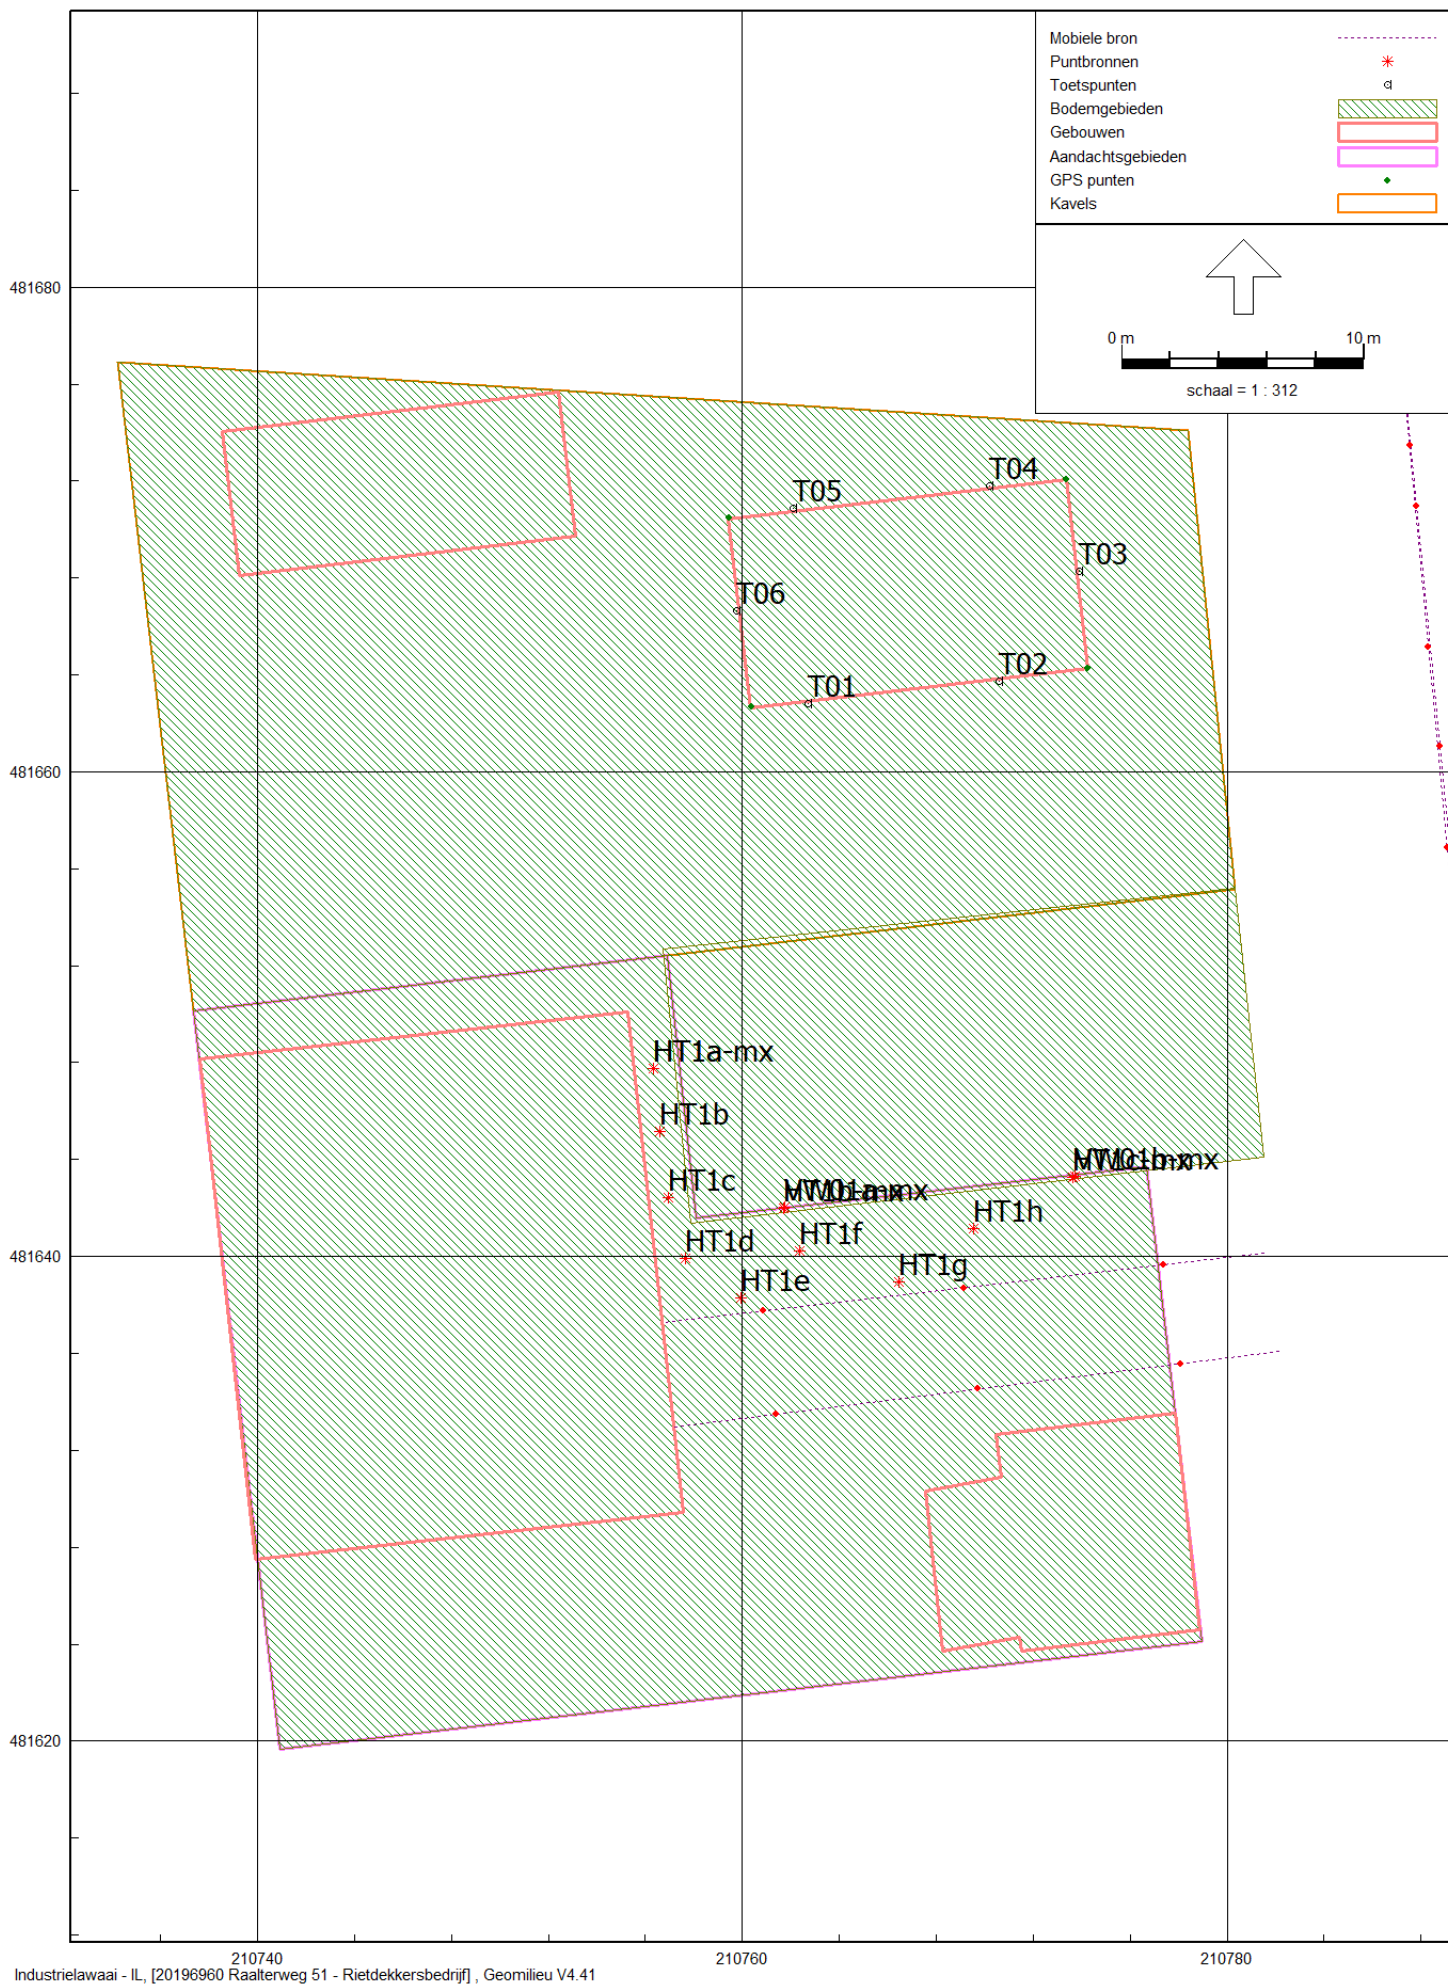 Mobiele bron
Puntbronnen
Toetspunten
Bodemgebieden
Gebouwen
Aandachtsgebieden
GPS punten
Kavels
0 m 10 m
schaal = 1 : 312
481680
T04
T05
T03
T06
T02
T01
481660
HT1a-mx
HT1b
HT1c
HT1h
HT1f
HT1d
481640
HT1g
HT1e
481620
210740 210760 210780
Industrielawaai - IL, [20196960 Raalterweg 51 - Rietdekkersbedrijf] , Geomilieu V4.41